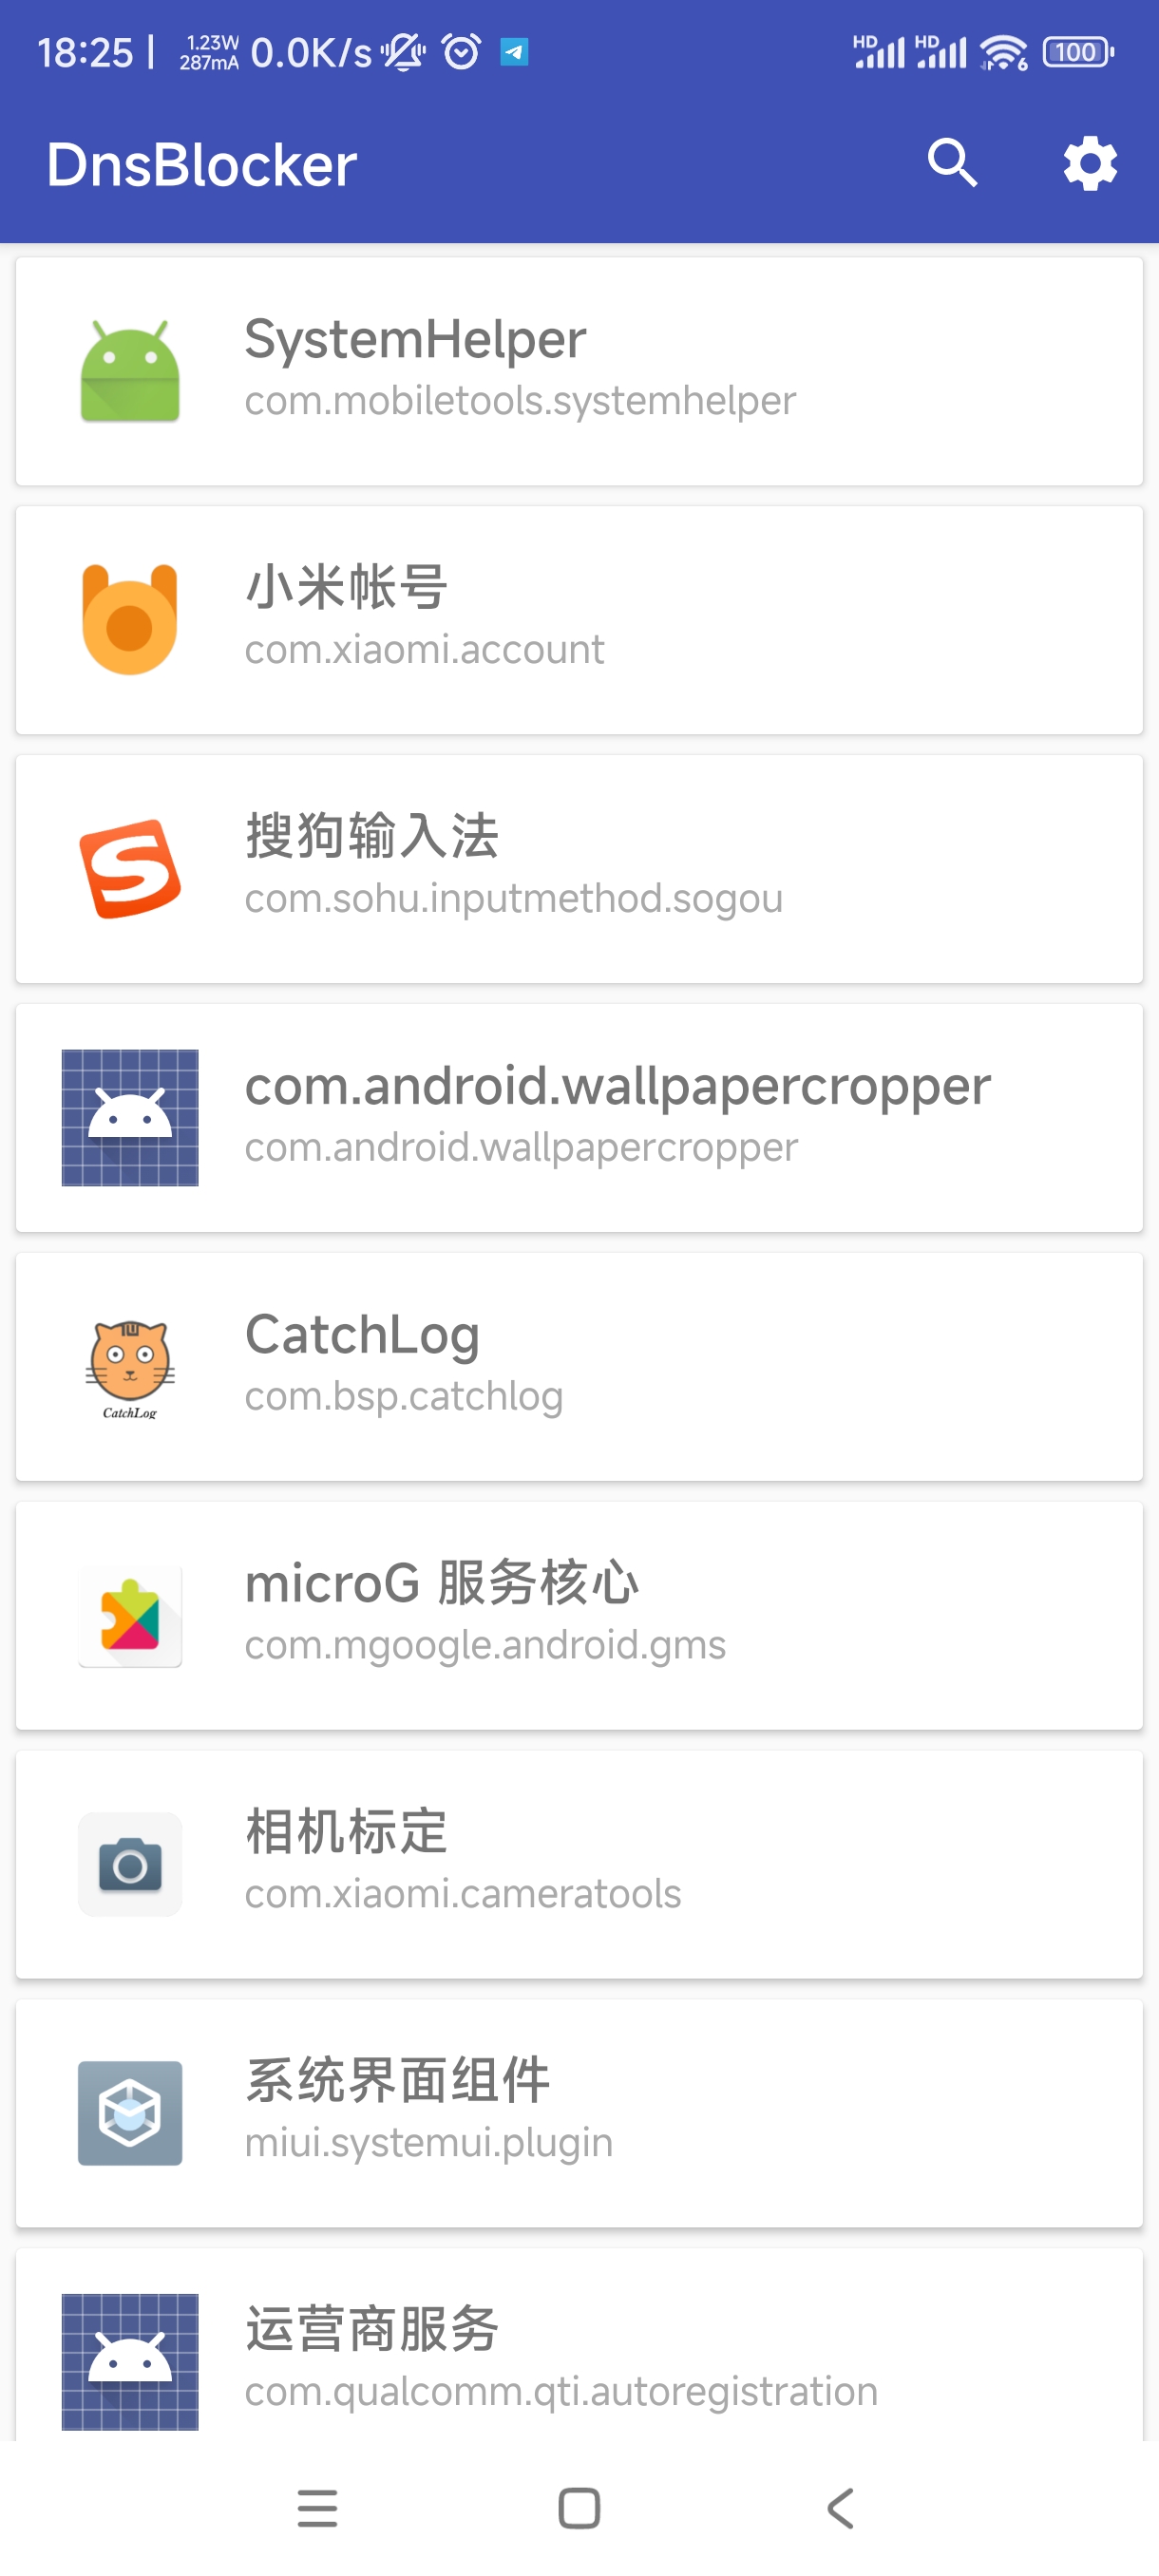 18:25 | 1.23W 287mA 0.0K/s HD HD 6 100
DnsBlocker
SystemHelper
com.mobiletools.systemhelper
小米帐号
com.xiaomi.account
搜狗输入法
com.sohu.inputmethod.sogou
com.android.wallpapercropper
com.android.wallpapercropper
CatchLog
com.bsp.catchlog
CatchLog
microG 服务核心
com.mgoogle.android.gms
相机标定
com.xiaomi.cameratools
系统界面组件
miui.systemui.plugin
运营商服务
com.qualcomm.qti.autoregistration